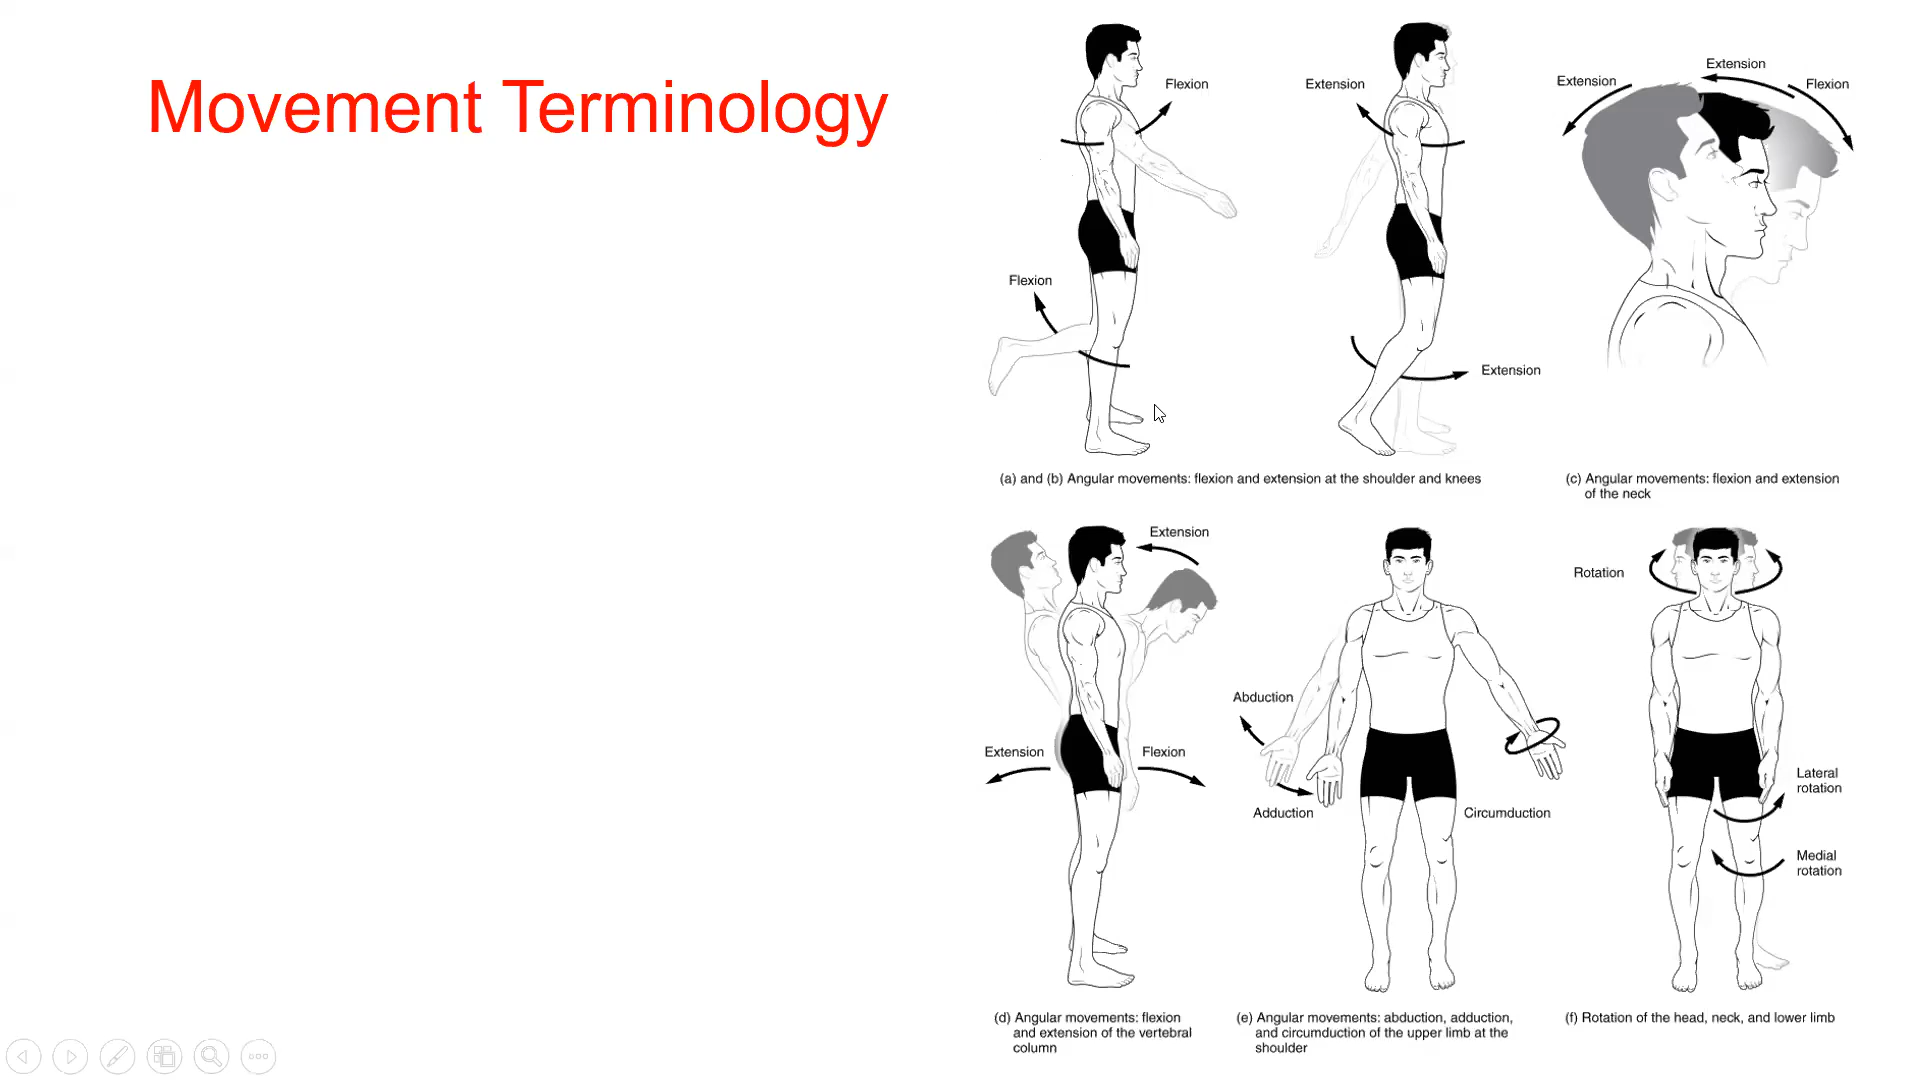 Movement Terminology
Flexion
Flexion
Extension
Extension
(a) and (b) Angular movements: flexion and extension at the shoulder and knees
Extension
Extension
Flexion
(c) Angular movements: flexion and extension
of the neck
Extension
Extension
Flexion
(d) Angular movements: flexion
and extension of the vertebral
column
Abduction
Adduction
Circumduction
(e) Angular movements: abduction, adduction,
and circumduction of the upper limb at the
shoulder
Rotation
Lateral
rotation
Medial
rotation
(f) Rotation of the head, neck, and lower limb